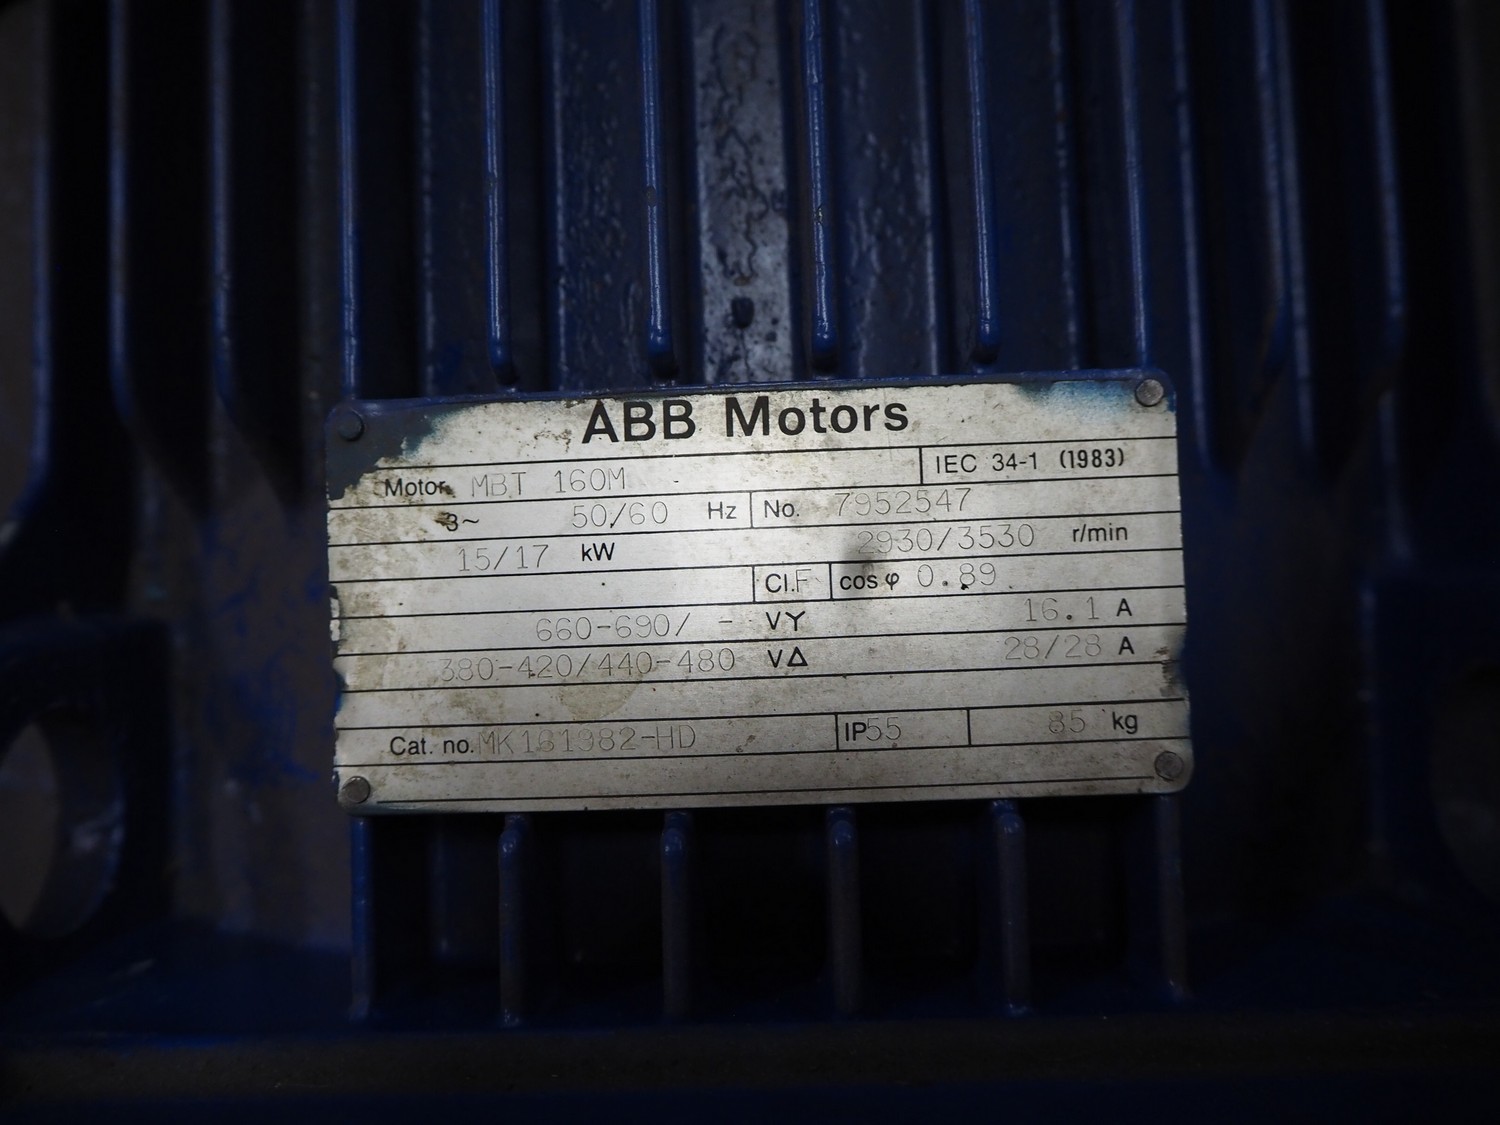 ABB Motors
Motor MBT 160M IEC 34-1 (1983)
3~ 50/60 Hz No. 7952547
15/17 kW 2930/3530 r/min
Cl.F cos φ 0.89
660-690/ - VY 16.1 A
380-420/440-480 VΔ 28/28 A
Cat. no. MK161982-HD IP55 85 kg